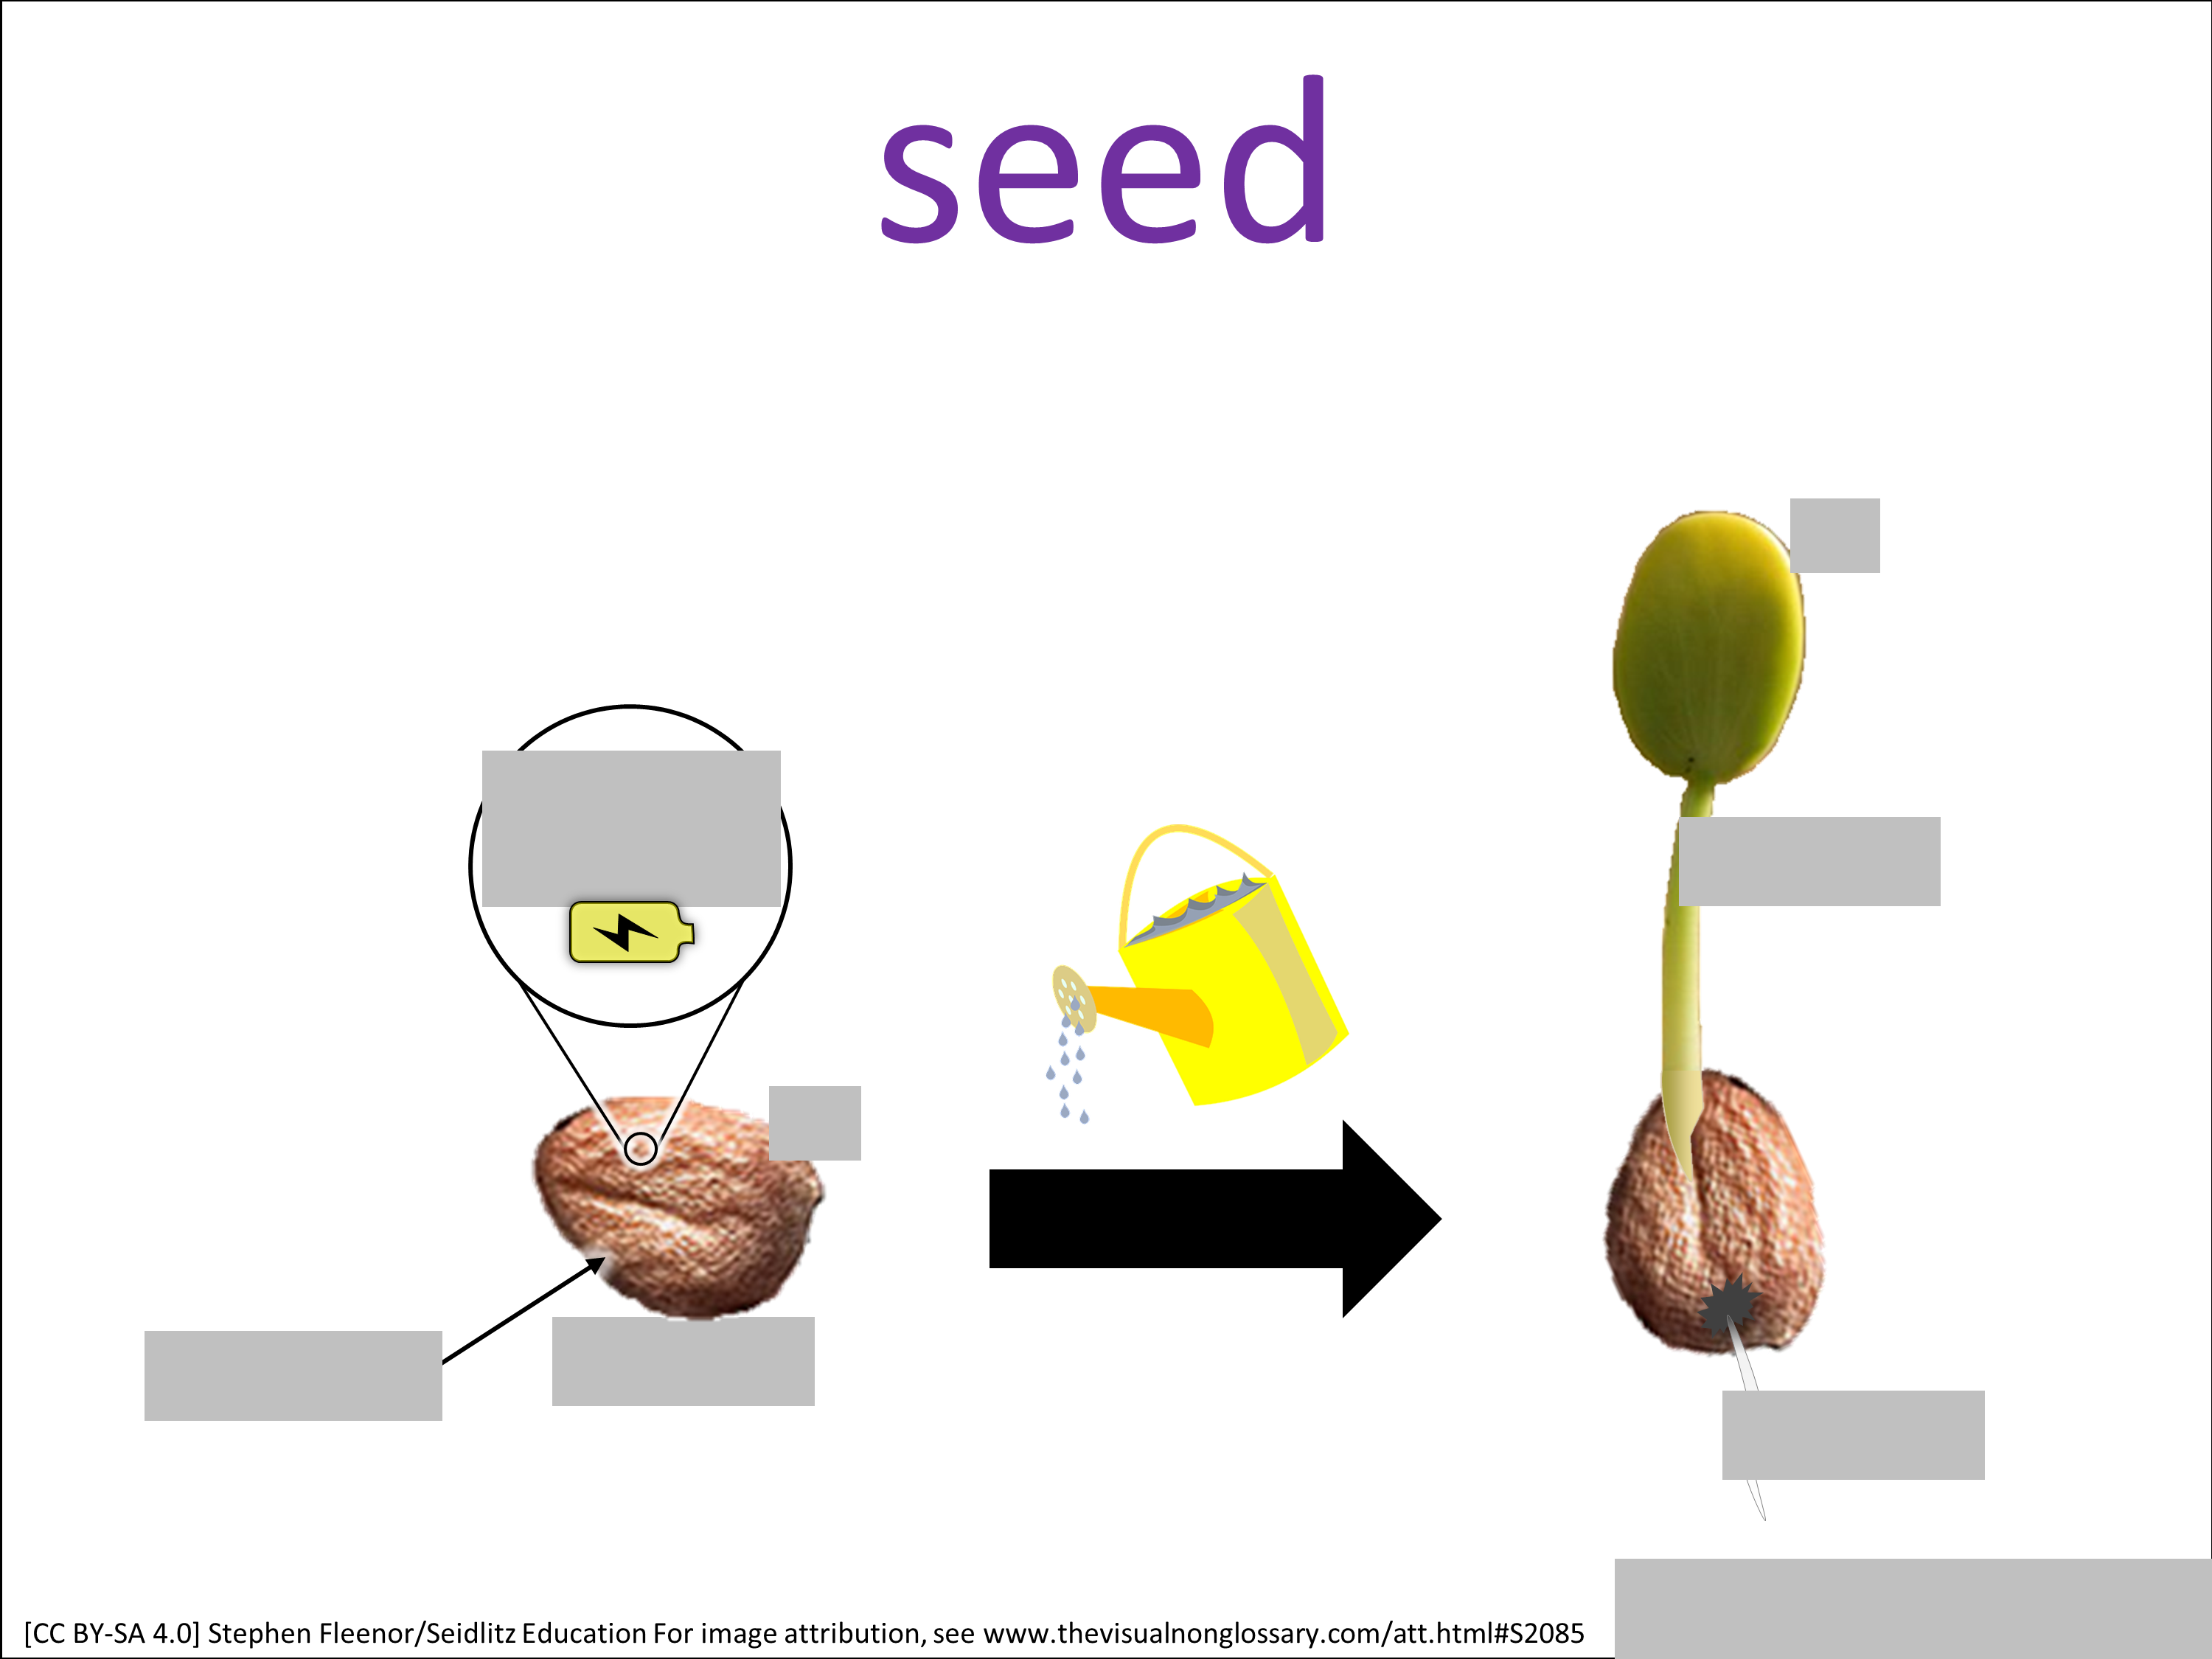 seed
[CC BY-SA 4.0] Stephen Fleenor/Seidlitz Education For image attribution, see www.thevisualnonglossary.com/att.html#S2085